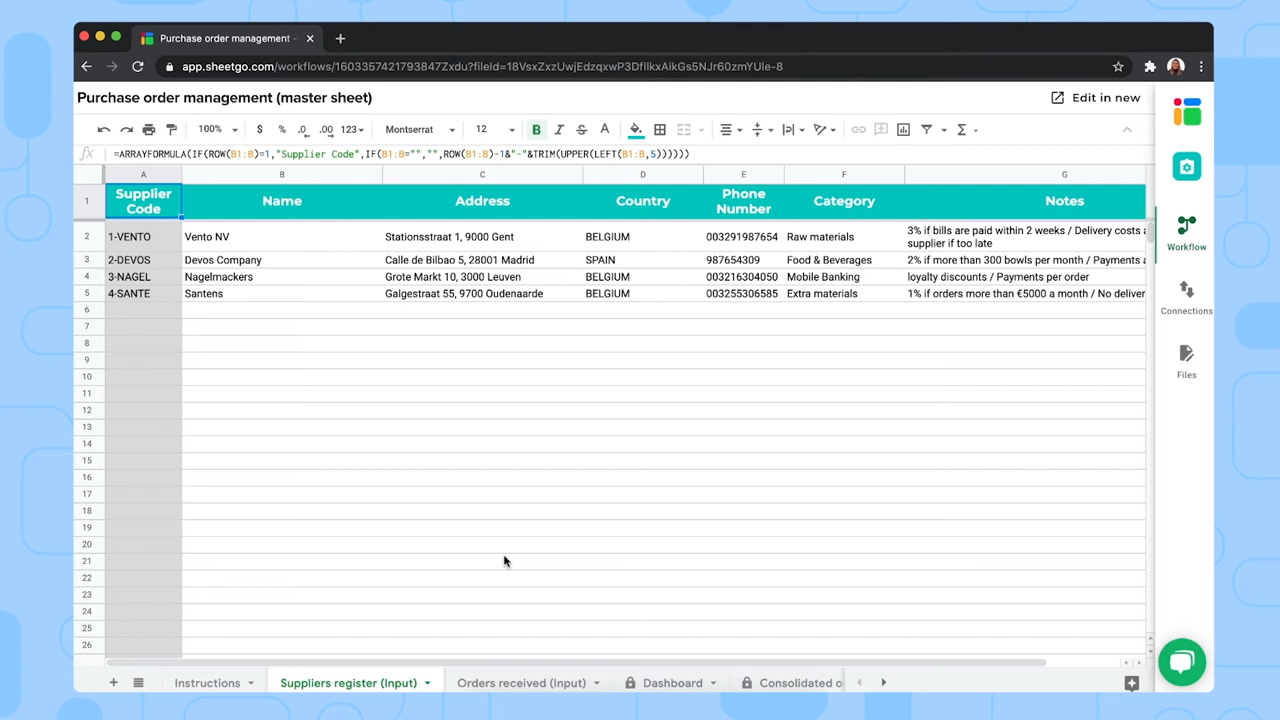 Purchase order management -
app.sheetgo.com/workflows/1603357421793847Zxdu?fileId=18VsxZxzUwjEdzqxwP3DfIlkxAikGs5NJr60zmYUIe-8
Purchase order management (master sheet)
Edit in new
100% $ % .0 .00 123 Montserrat 12 B I S A
fx =ARRAYFORMULA(IF(ROW(B1:B)=1,"Supplier Code",IF(B1:B="","",ROW(B1:B)-1&"-"&TRIM(UPPER(LEFT(B1:B,5))))))
A B C D E F G
1 Supplier Code Name Address Country Phone Number Category Notes
2 1-VENTO Vento NV Stationsstraat 1, 9000 Gent BELGIUM 003291987654 Raw materials 3% if bills are paid within 2 weeks / Delivery costs
supplier if too late
3 2-DEVOS Devos Company Calle de Bilbao 5, 28001 Madrid SPAIN 987654309 Food & Beverages 2% if more than 300 bowls per month / Payments
4 3-NAGEL Nagelmackers Grote Markt 10, 3000 Leuven BELGIUM 003216304050 Mobile Banking loyalty discounts / Payments per order
5 4-SANTE Santens Galgestraat 55, 9700 Oudenaarde BELGIUM 003255306585 Extra materials 1% if orders more than €5000 a month / No deliver
6
7
8
9
10
11
12
13
14
15
16
17
18
19
20
21
22
23
24
25
26
Workflow
Connections
Files
Instructions
Suppliers register (Input)
Orders received (Input)
Dashboard
Consolidated o